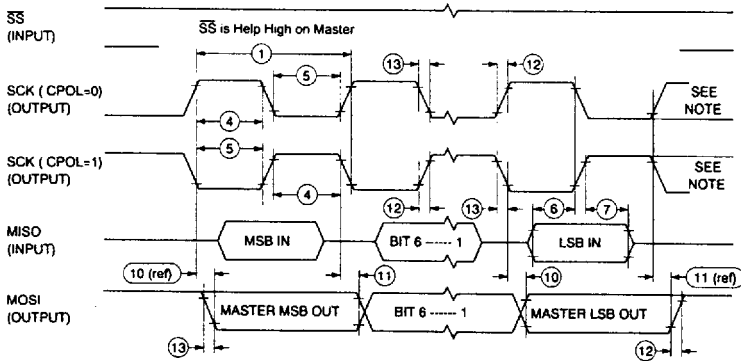 SS
(INPUT)
SS is Help High on Master
1
5
13
12
SCK ( CPOL=0)
(OUTPUT)
4
SEE
NOTE
5
SCK ( CPOL=1)
(OUTPUT)
4
SEE
NOTE
12
13
6
7
MISO
(INPUT)
MSB IN
BIT 6 ------ 1
LSB IN
10 (ref)
11
10
11 (ref)
MOSI
(OUTPUT)
MASTER MSB OUT
BIT 6 ------ 1
MASTER LSB OUT
13
12